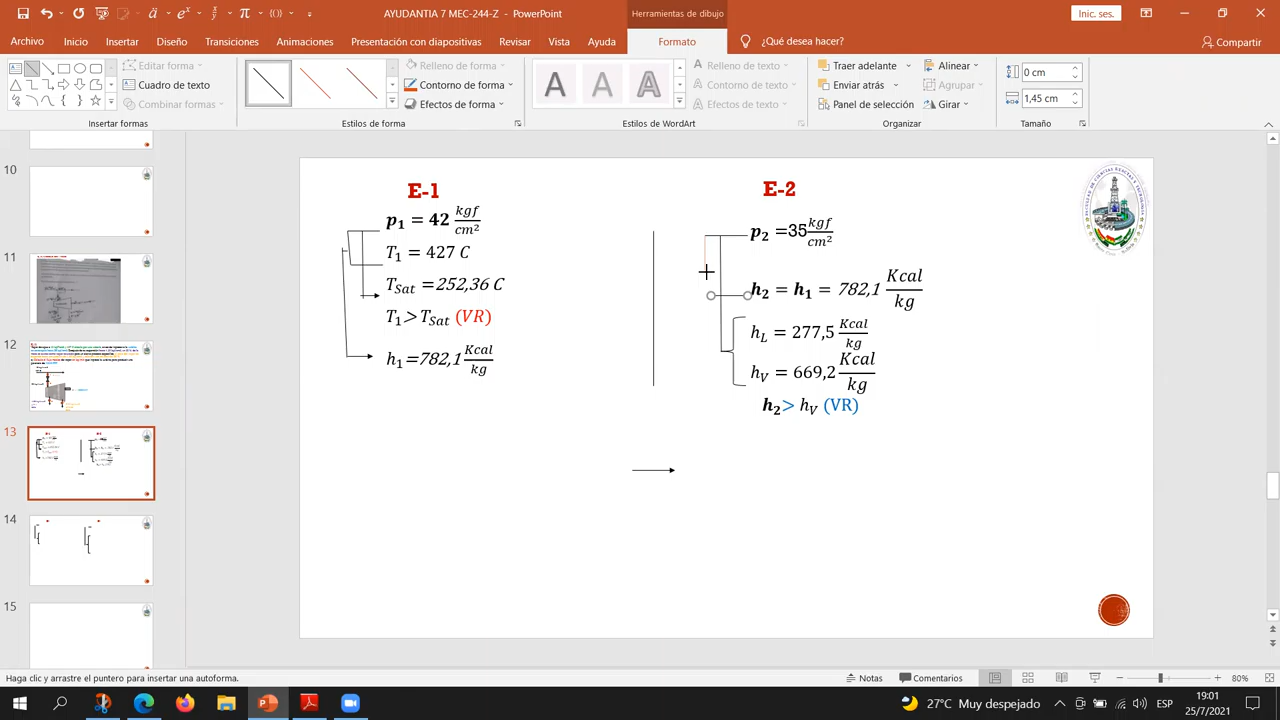 AYUDANTIA 7 MEC-244-Z - PowerPoint
Herramientas de dibujo
Inic. ses.
Archivo Inicio Insertar Diseño Transiciones Animaciones Presentación con diapositivas Revisar Vista Ayuda Formato ¿Qué desea hacer? Compartir
Editar forma
Cuadro de texto
Combinar formas
Insertar formas
Relleno de forma
Contorno de forma
Efectos de forma
Estilos de forma
A A A
Relleno de texto
Contorno de texto
Efectos de texto
Estilos de WordArt
Traer adelante
Enviar atrás
Panel de selección
Alinear
Agrupar
Girar
Organizar
0 cm
1,45 cm
Tamaño
10
11
12
13
14
15
E-1
p₁ = 42 kgf/cm²
T₁ = 427 C
T_Sat = 252,36 C
T₁ > T_Sat (VR)
h₁=782,1 Kcal/kg
E-2
p₂ =35 kgf/cm²
h₂ = h₁ = 782,1 Kcal/kg
h_L = 277,5 Kcal/kg
h_V = 669,2 Kcal/kg
h₂> h_V (VR)
Haga clic y arrastre el puntero para insertar una autoforma.
Notas
Comentarios
80%
27°C Muy despejado
ESP
19:01
25/7/2021